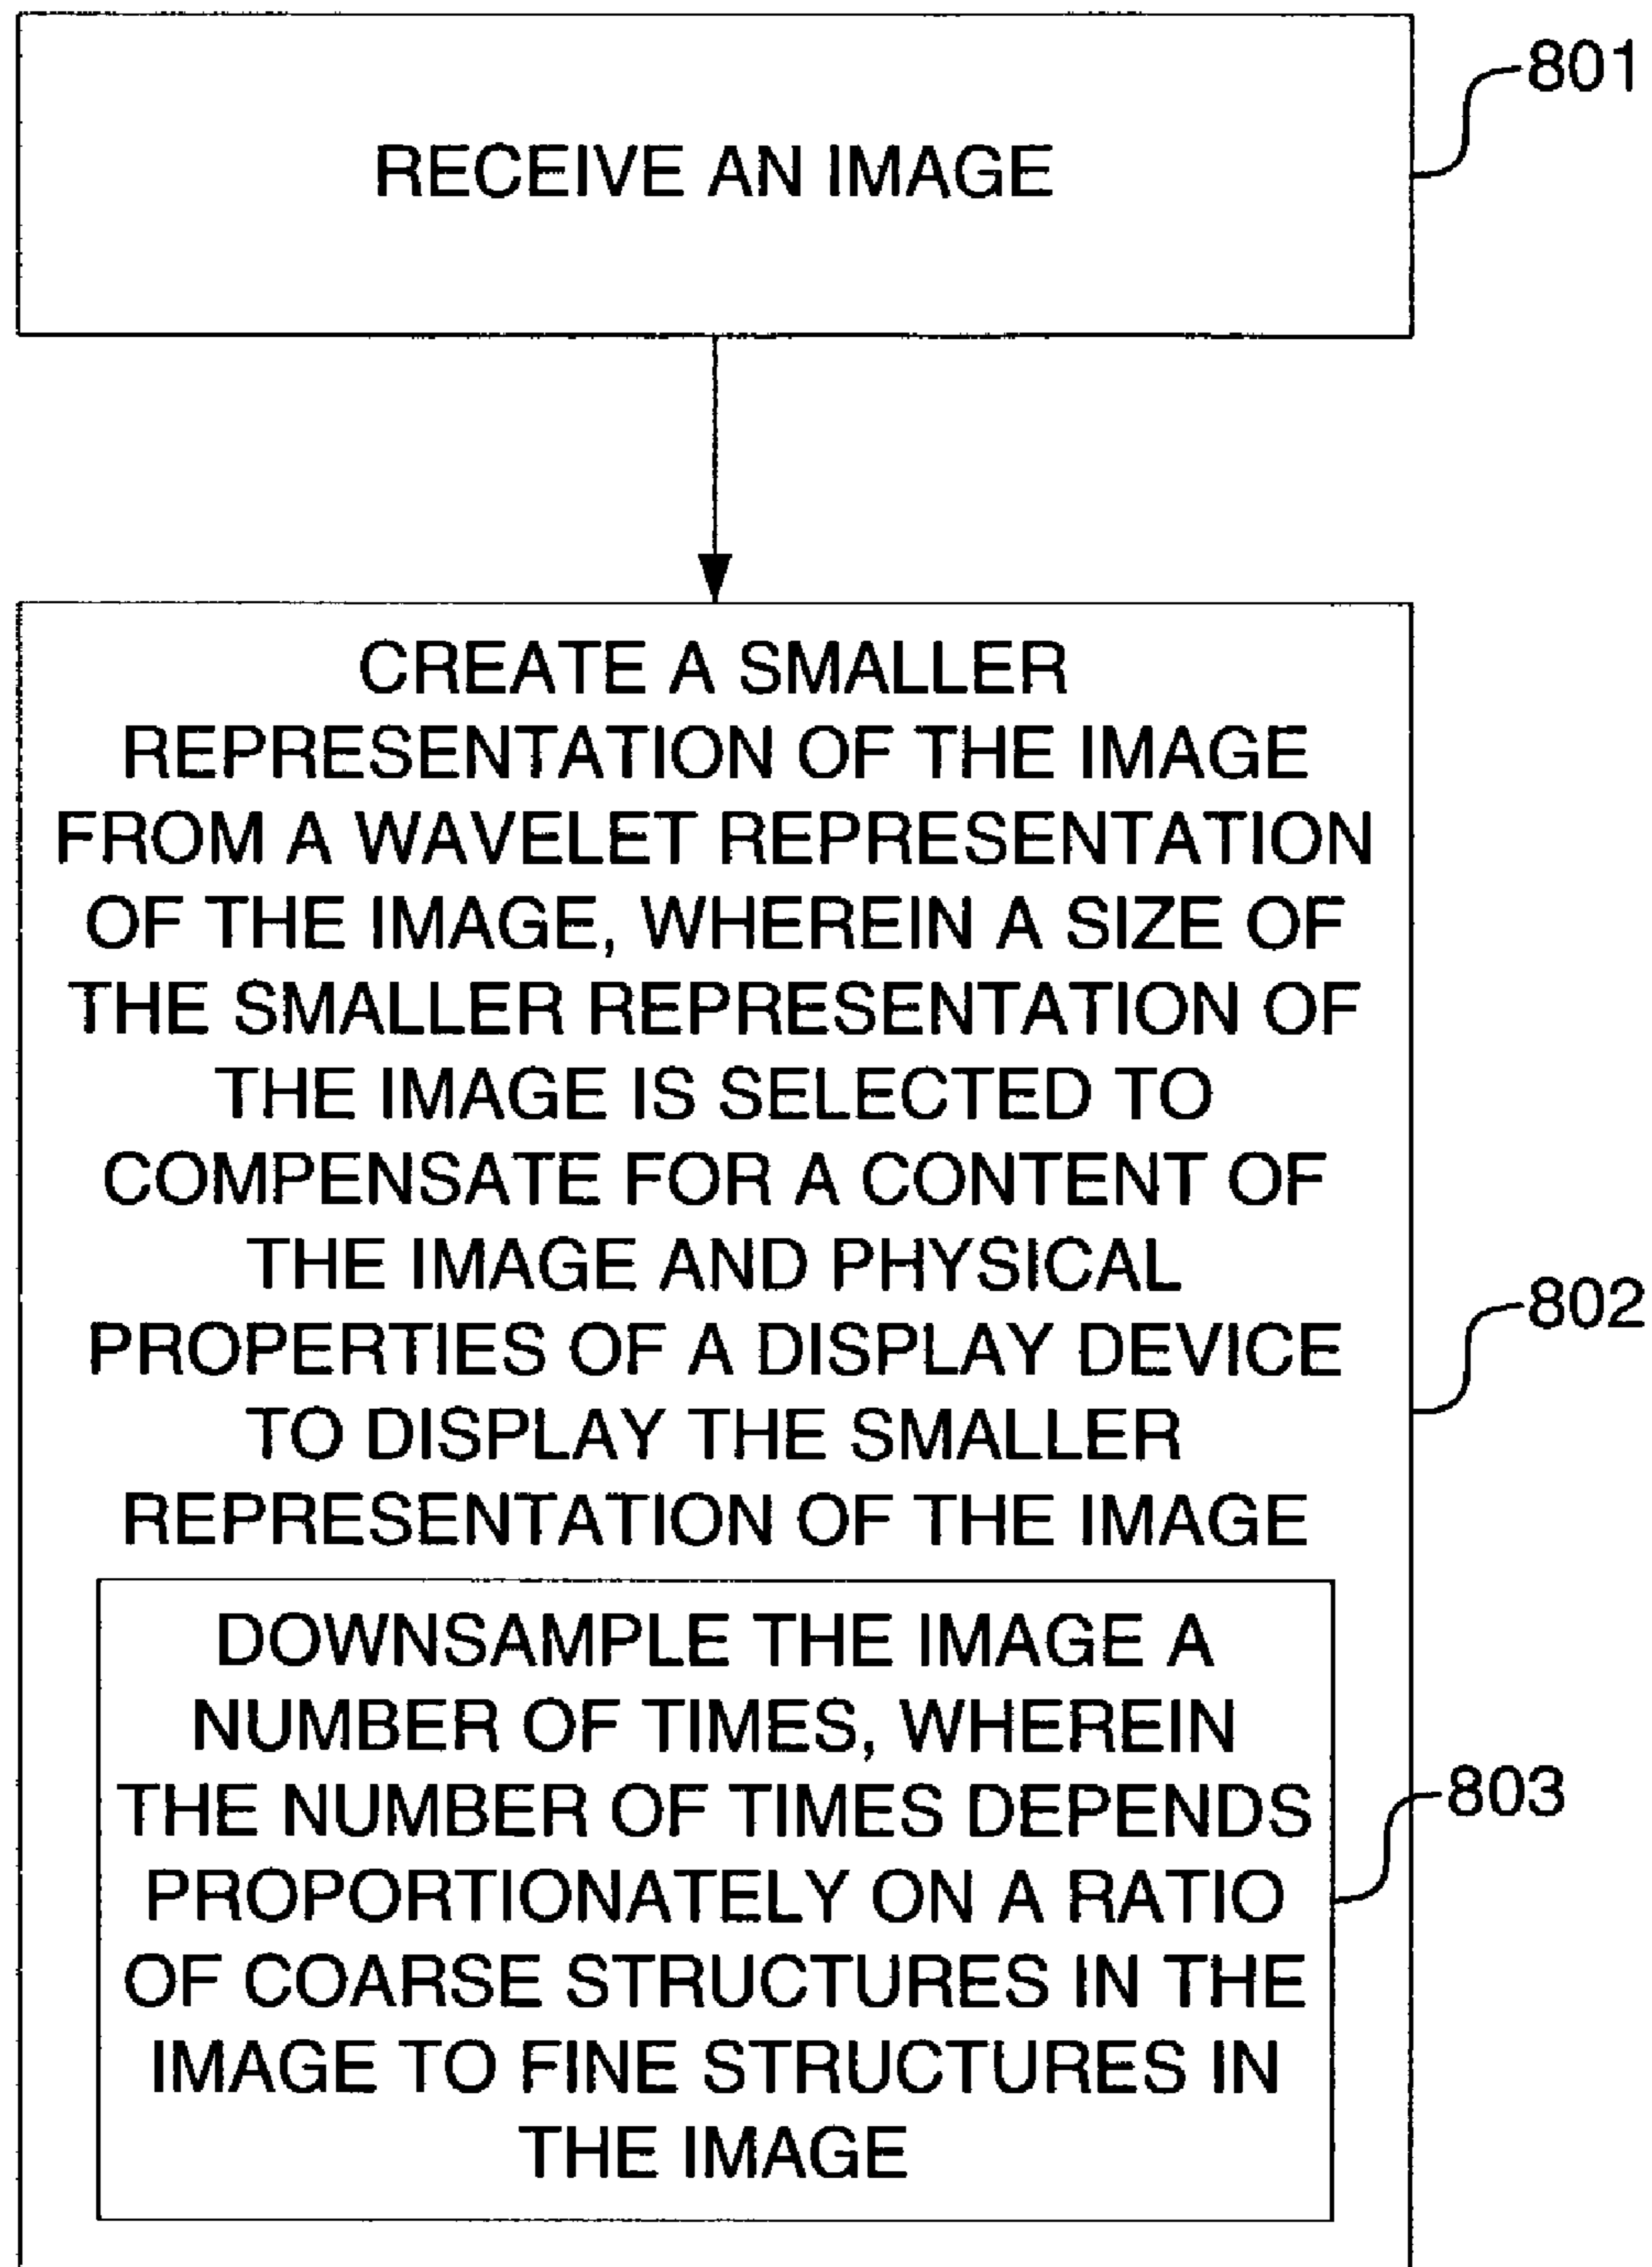 RECEIVE AN IMAGE
801
CREATE A SMALLER
REPRESENTATION OF THE IMAGE
FROM A WAVELET REPRESENTATION
OF THE IMAGE, WHEREIN A SIZE OF
THE SMALLER REPRESENTATION OF
THE IMAGE IS SELECTED TO
COMPENSATE FOR A CONTENT OF
THE IMAGE AND PHYSICAL
PROPERTIES OF A DISPLAY DEVICE
TO DISPLAY THE SMALLER
REPRESENTATION OF THE IMAGE
802
DOWNSAMPLE THE IMAGE A
NUMBER OF TIMES, WHEREIN
THE NUMBER OF TIMES DEPENDS
PROPORTIONATELY ON A RATIO
OF COARSE STRUCTURES IN THE
IMAGE TO FINE STRUCTURES IN
THE IMAGE
803